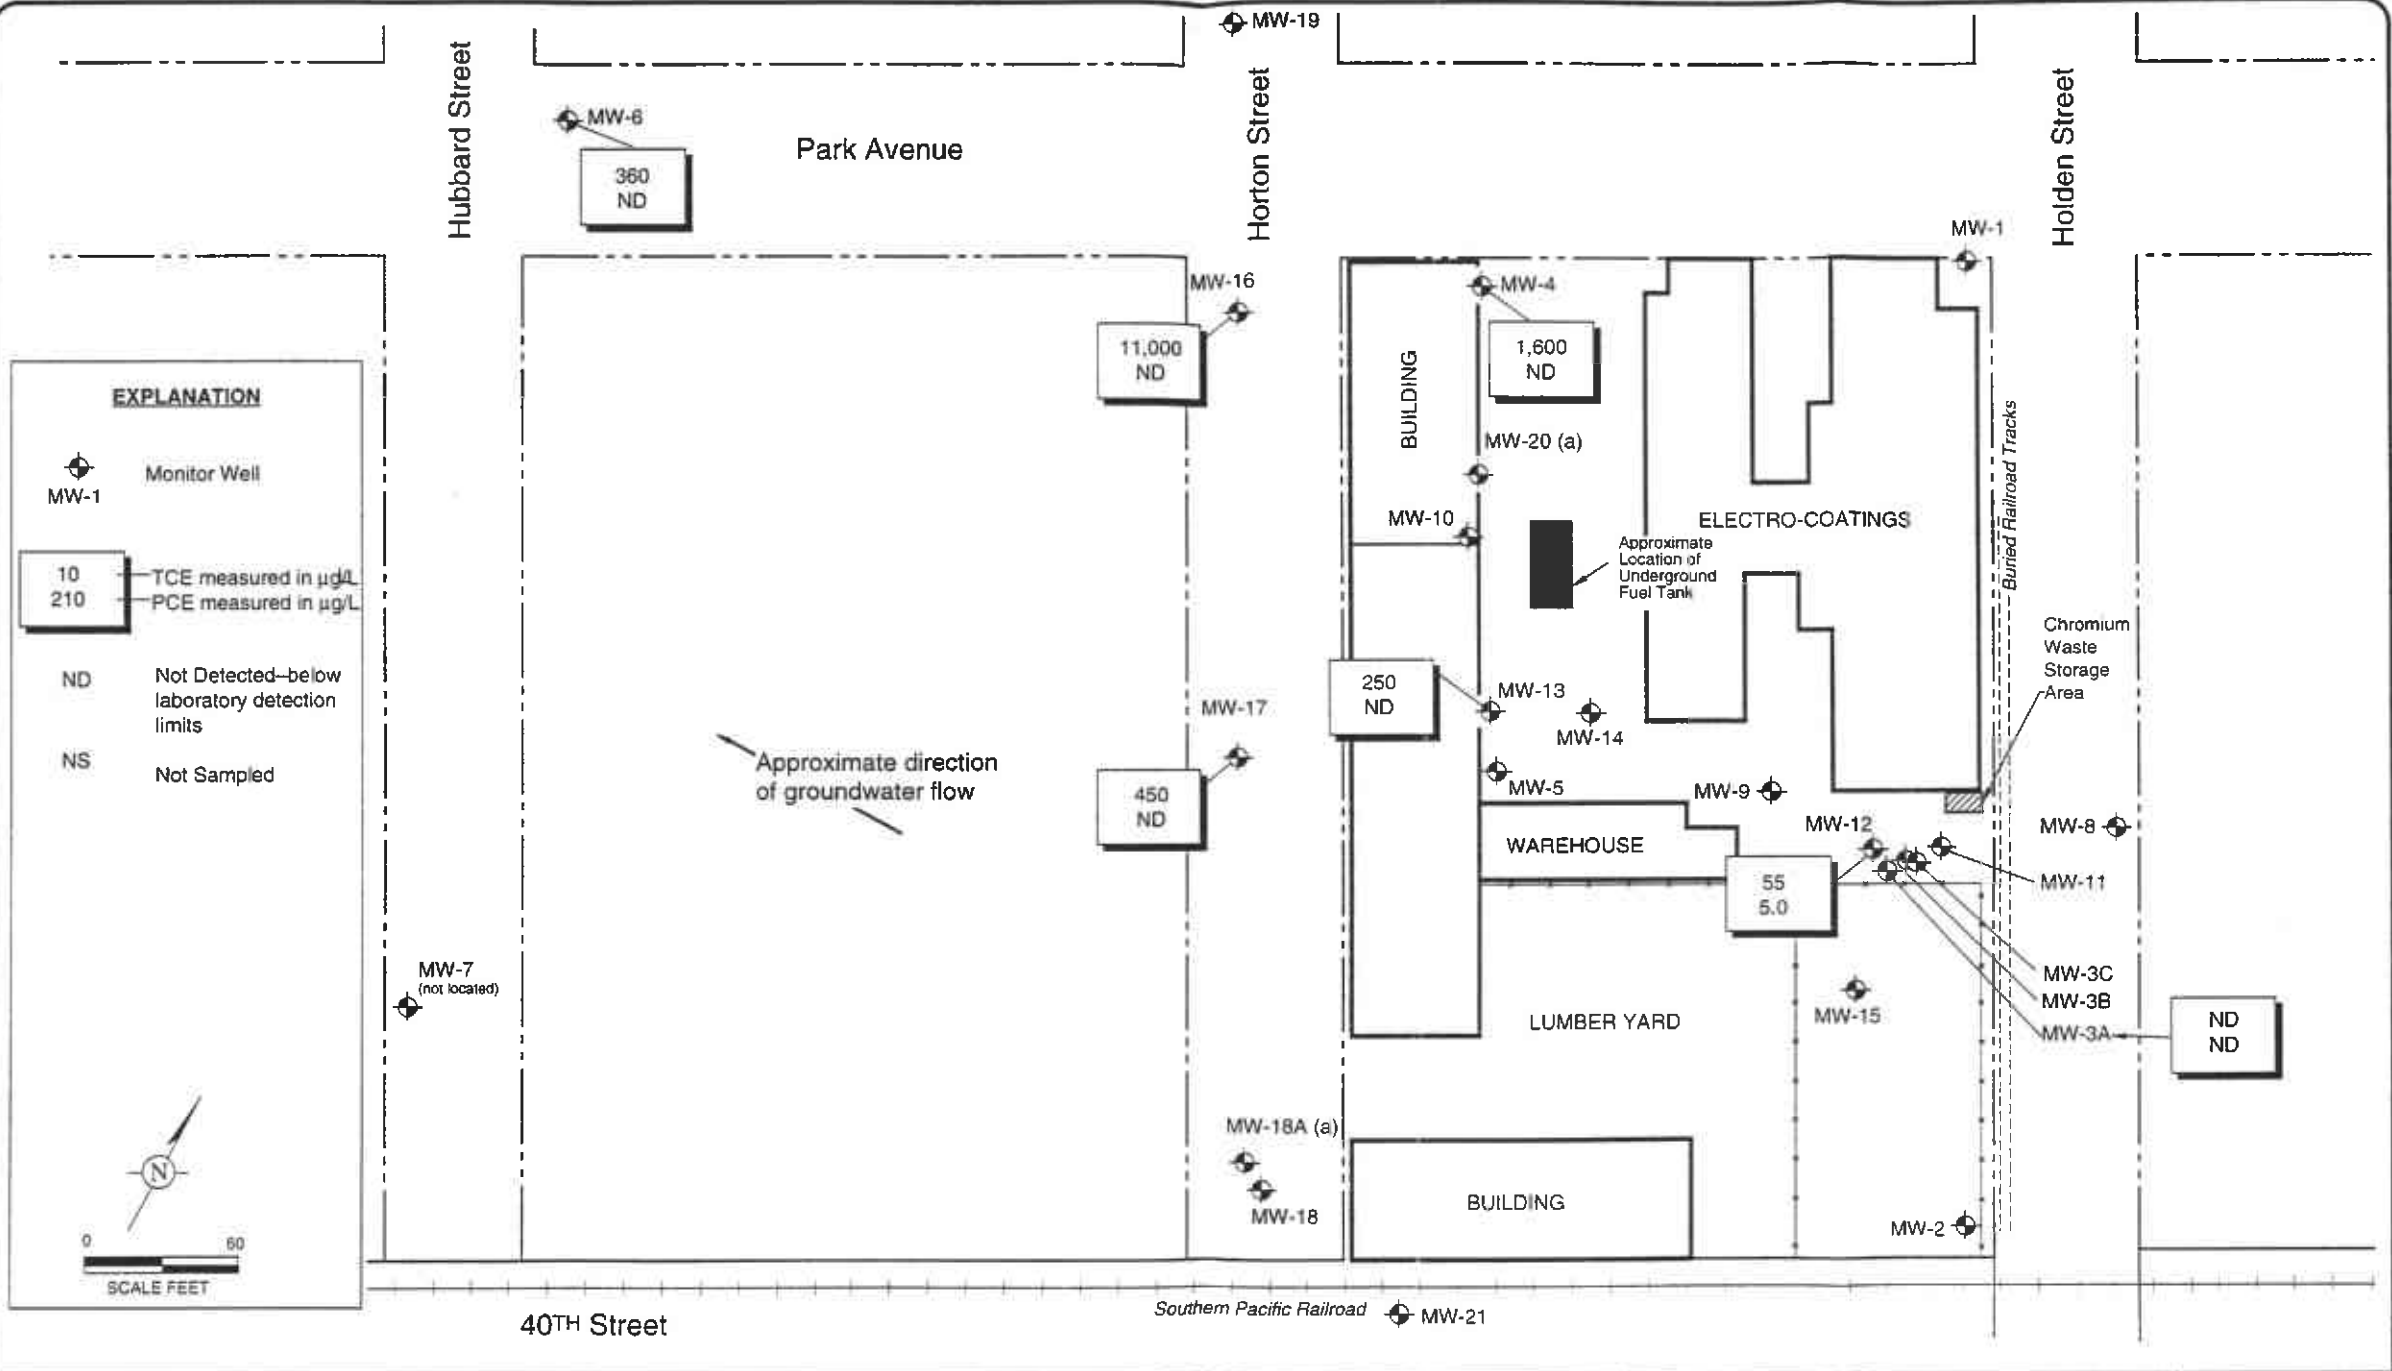 MW-19
Hubbard Street
Horton Street
Holden Street
MW-6
Park Avenue
360
ND
MW-1
MW-16
11,000
ND
MW-4
1,600
ND
BUILDING
MW-20 (a)
MW-10
ELECTRO-COATINGS
Approximate
Location of
Underground
Fuel Tank
Buried Railroad Tracks
Chromium
Waste
Storage
Area
EXPLANATION
Monitor Well
MW-1
10
TCE measured in µg/L
210
PCE measured in µg/L
ND
Not Detected--below
laboratory detection
limits
NS
Not Sampled
250
ND
MW-13
MW-14
MW-17
450
ND
Approximate direction
of groundwater flow
MW-5
MW-9
MW-8
MW-12
WAREHOUSE
55
5.0
MW-11
MW-7
(not located)
MW-3C
MW-3B
MW-3A
ND
ND
LUMBER YARD
MW-15
MW-18A (a)
MW-18
BUILDING
MW-2
N
0
60
SCALE FEET
40TH Street
Southern Pacific Railroad
MW-21